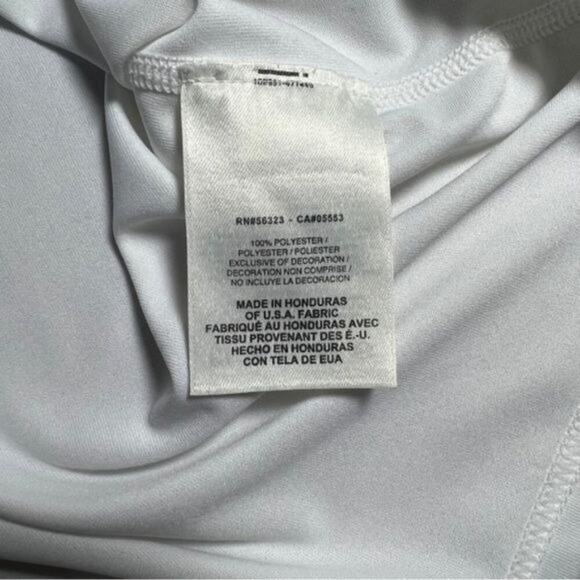 RN#56323 - CA#05553
100% POLYESTER /
POLYESTER / POLIESTER
EXCLUSIVE OF DECORATION /
DECORATION NON COMPRISE /
NO INCLUYE LA DECORACION
MADE IN HONDURAS
OF U.S.A. FABRIC
FABRIQUÉ AU HONDURAS AVEC
TISSU PROVENANT DES É.-U.
HECHO EN HONDURAS
CON TELA DE EUA